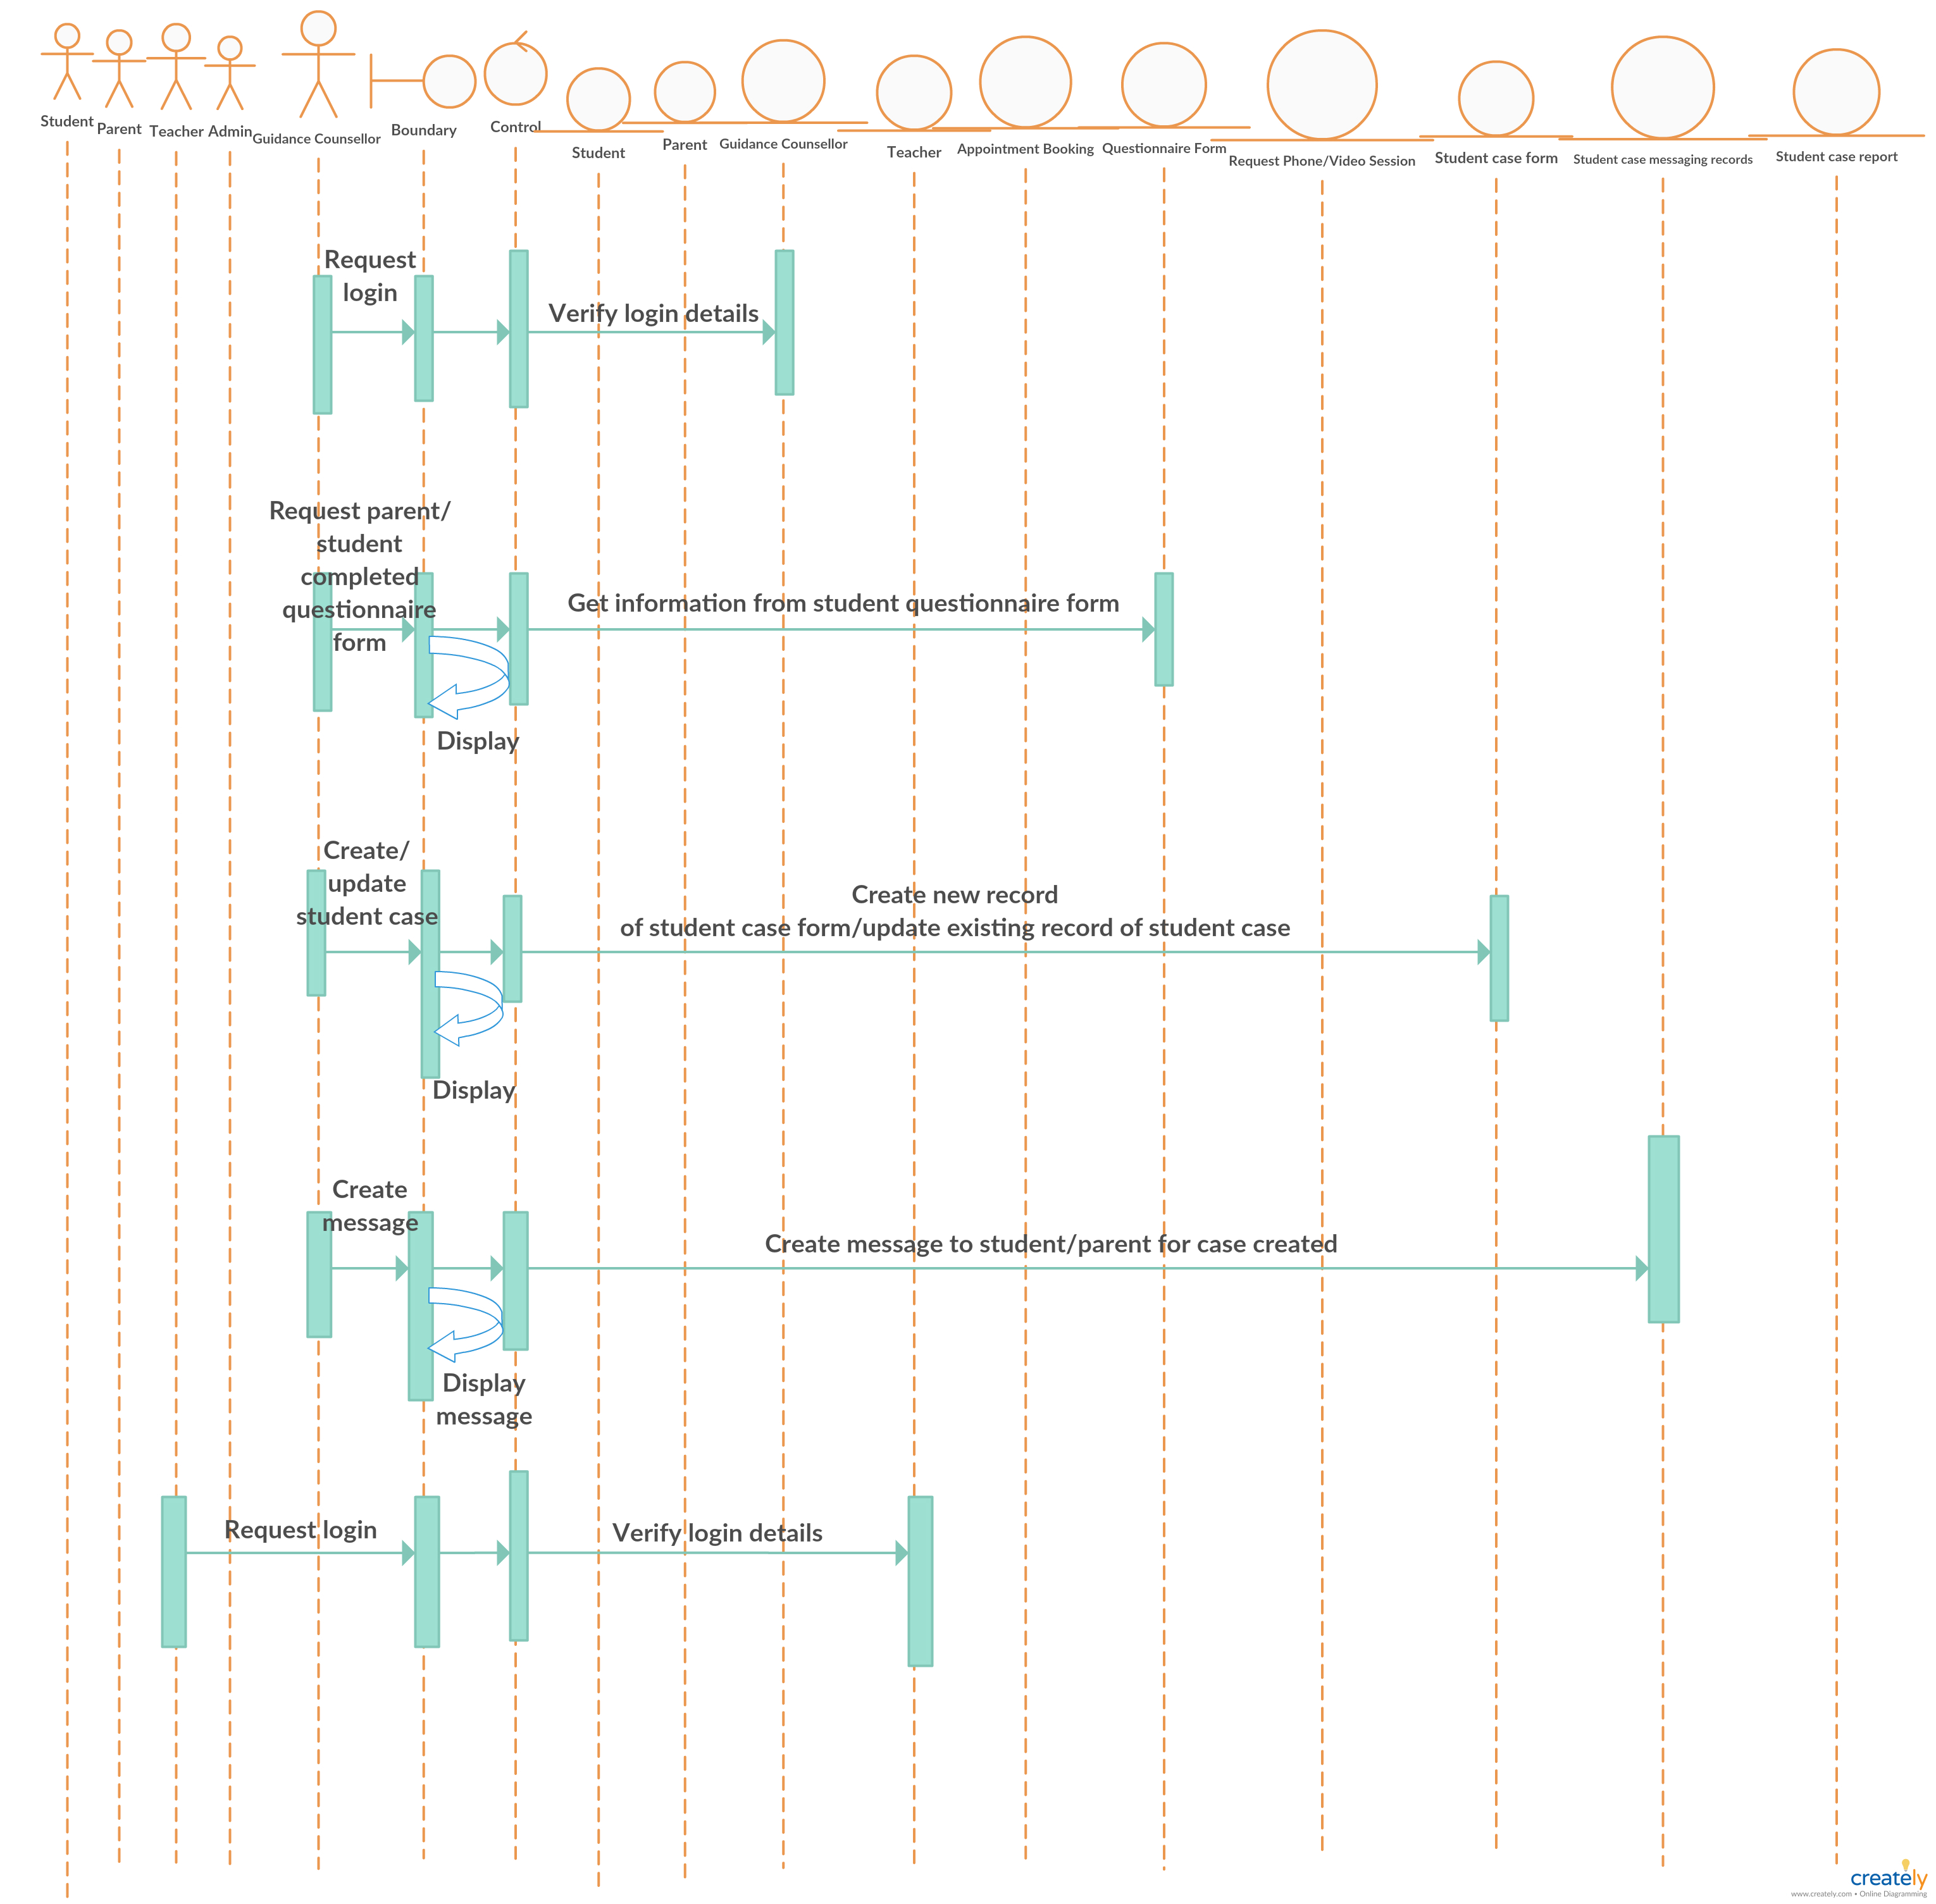 Student
Parent
Teacher
Admin
Guidance Counsellor
Boundary
Control
Student
Parent
Guidance Counsellor
Teacher
Appointment Booking
Questionnaire Form
Request Phone/Video Session
Student case form
Student case messaging records
Student case report
Request
login
Verify login details
Request parent/
student
completed
questionnaire
form
Get information from student questionnaire form
Display
Create/
update
student case
Create new record
of student case form/update existing record of student case
Display
Create
message
Create message to student/parent for case created
Display
message
Request login
Verify login details
creately
www.creately.com • Online Diagramming